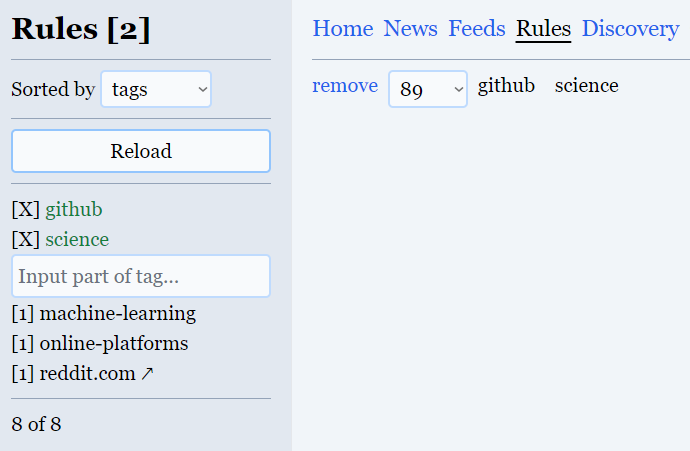 Rules [2]
Sorted by tags
Reload
[X] github
[X] science
Input part of tag...
[1] machine-learning
[1] online-platforms
[1] reddit.com ↗
8 of 8
Home News Feeds Rules Discovery
remove 89 github science